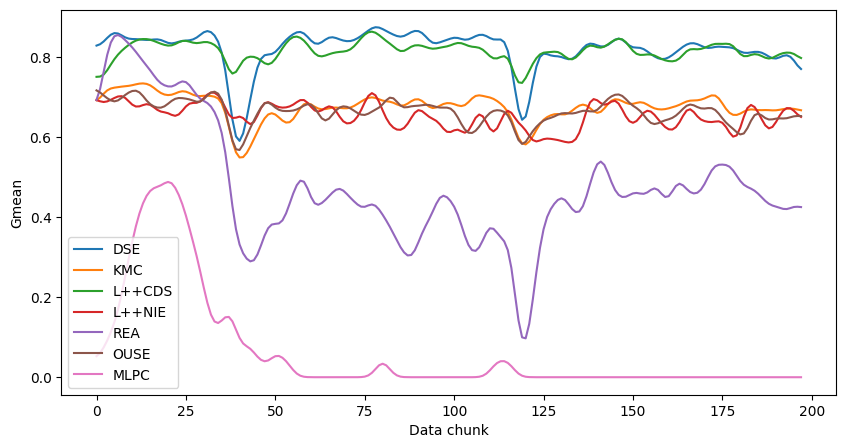 Gmean
0.8
0.6
0.4
0.2
0.0
DSE
KMC
L++CDS
L++NIE
REA
OUSE
MLPC
0 25 50 75 100 125 150 175 200
Data chunk